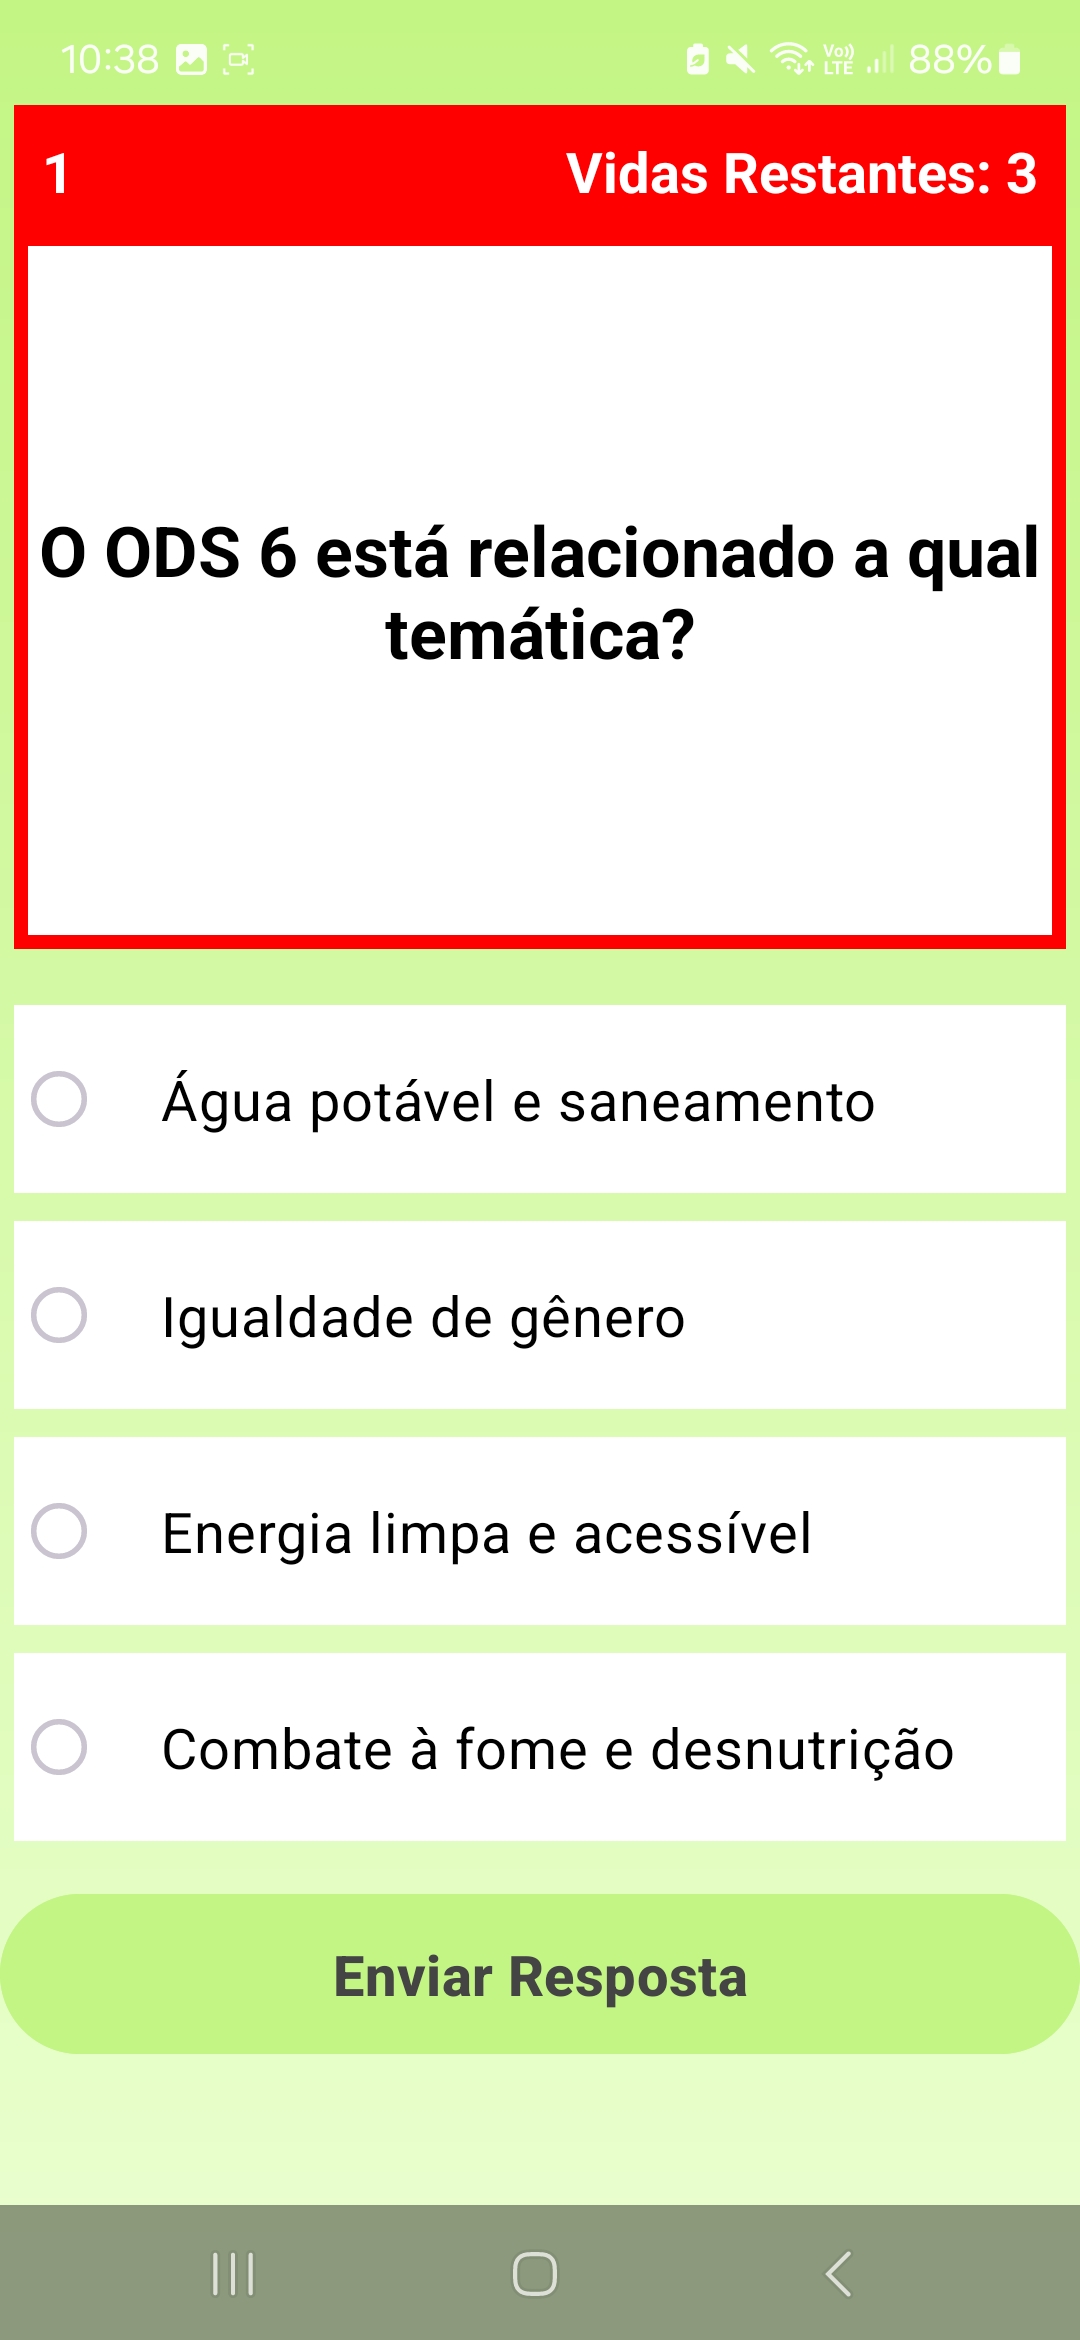 10:38
Vo)) LTE
88%
1
Vidas Restantes: 3
O ODS 6 está relacionado a qual
temática?
Água potável e saneamento
Igualdade de gênero
Energia limpa e acessível
Combate à fome e desnutrição
Enviar Resposta